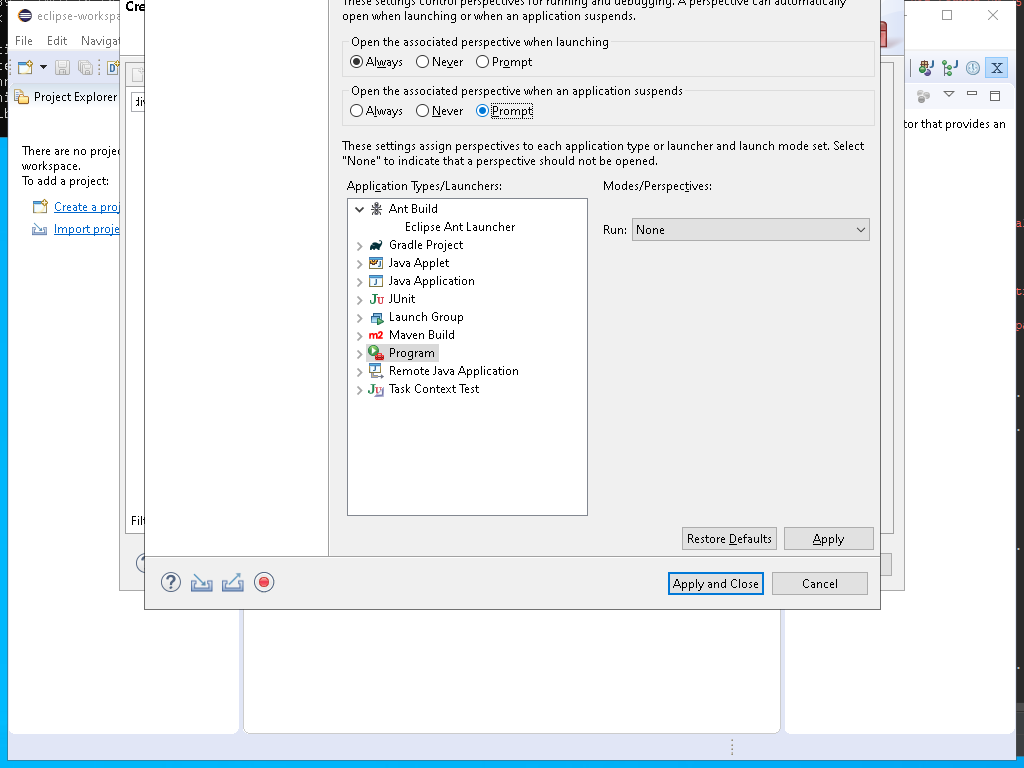 eclipse-workspa
Cre
These settings control perspectives for running and debugging. A perspective can automatically
open when launching or when an application suspends.
File Edit Navigat
Open the associated perspective when launching
Always Never Prompt
Open the associated perspective when an application suspends
Always Never Prompt
Project Explorer
tor that provides an
There are no projec
workspace.
To add a project:
Create a proj
Import proje
These settings assign perspectives to each application type or launcher and launch mode set. Select
"None" to indicate that a perspective should not be opened.
Application Types/Launchers: Modes/Perspectives:
Ant Build
Eclipse Ant Launcher
Run: None
Gradle Project
Java Applet
Java Application
JUnit
Launch Group
Maven Build
Program
Remote Java Application
Task Context Test
Filt
Restore Defaults Apply
Apply and Close Cancel